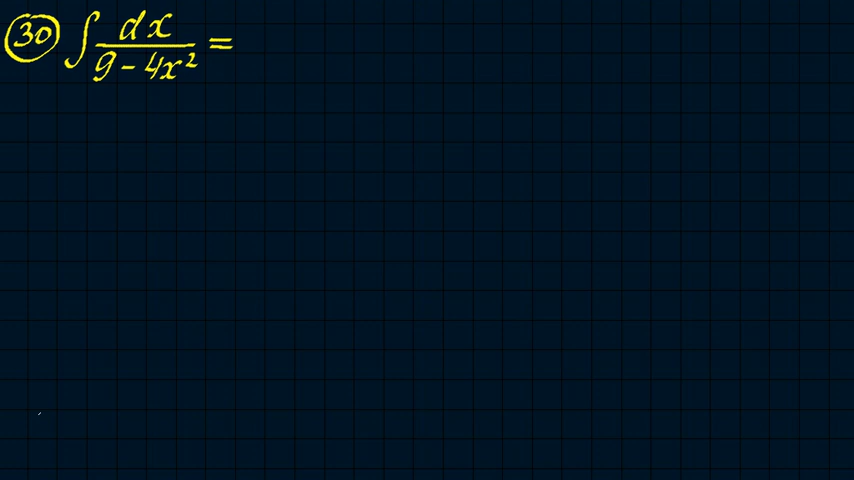 30 ∫ dx / (9 - 4x²) =